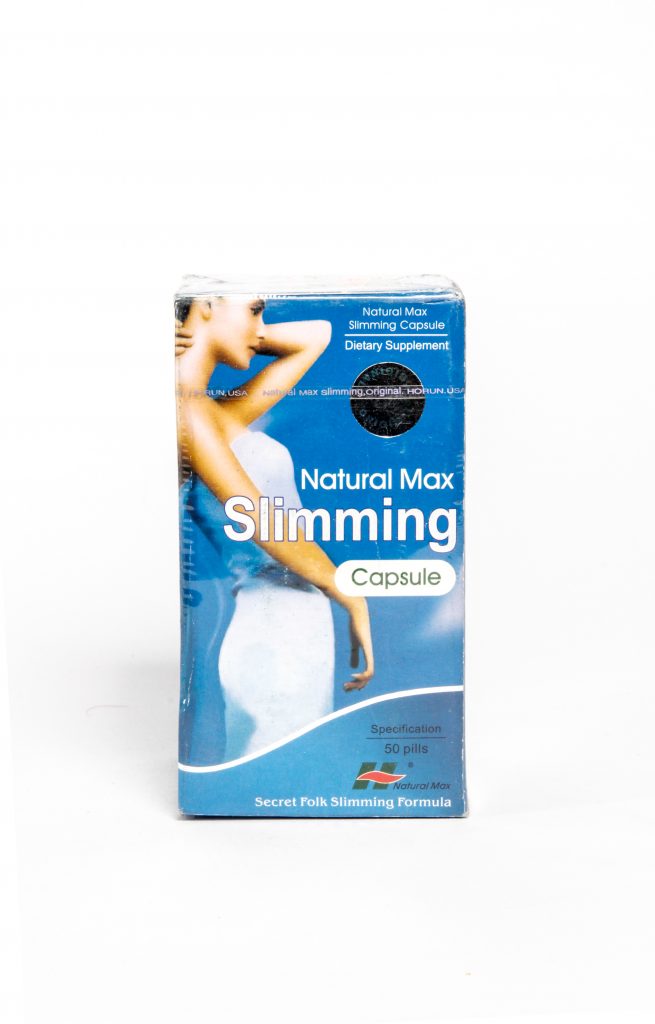 Natural Max
Slimming Capsule
Dietary Supplement
HORUN,USA Natural Max slimming,original. HORUN,USA
Natural Max
Slimming
Capsule
Specification
50 pills
H ®
Natural Max
Secret Folk Slimming Formula